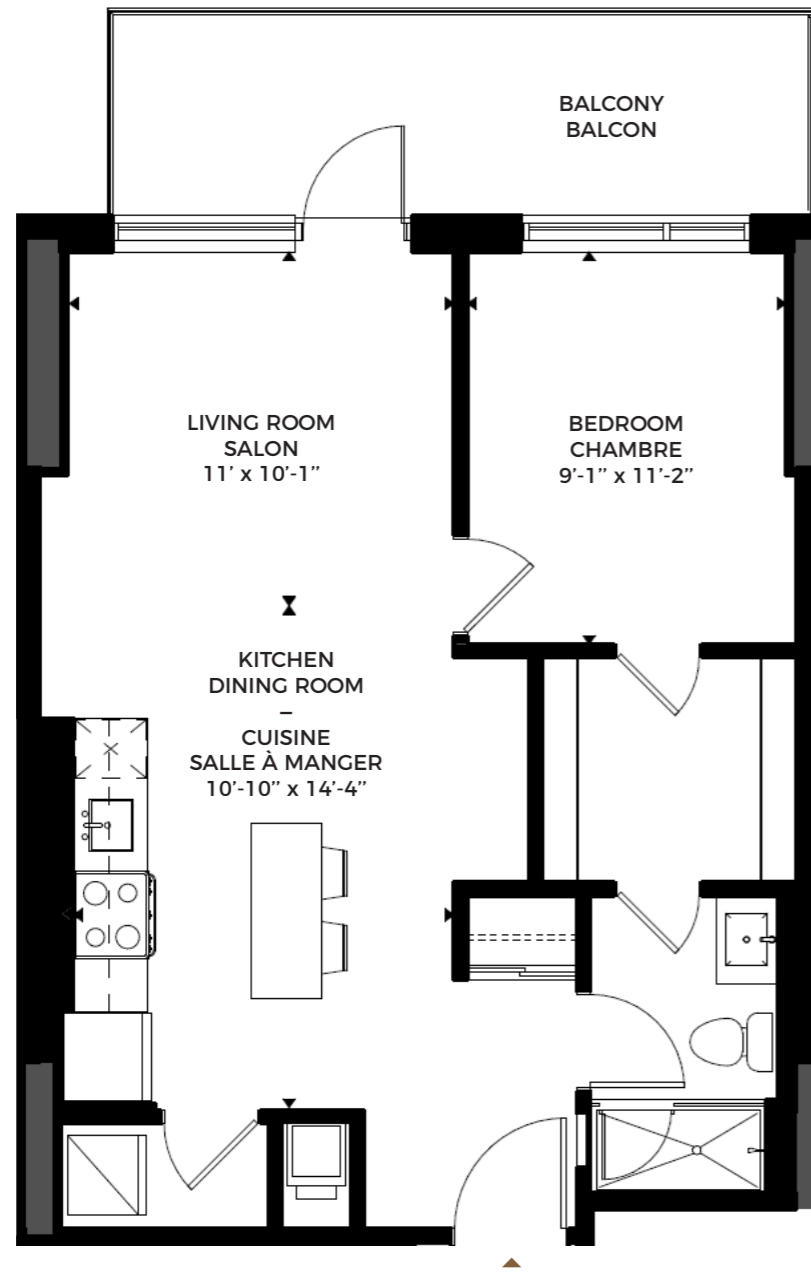 BALCONY
BALCON
LIVING ROOM
SALON
11’ x 10’-1”
BEDROOM
CHAMBRE
9’-1” x 11’-2”
KITCHEN
DINING ROOM
–
CUISINE
SALLE À MANGER
10’-10” x 14’-4”